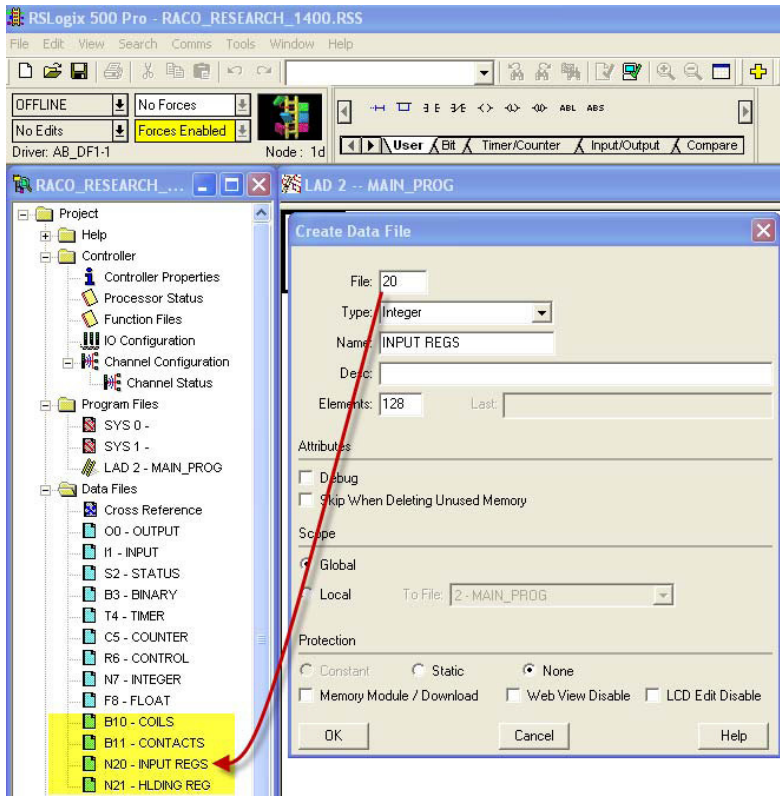 RSLogix 500 Pro - RACO_RESEARCH_1400.RSS
File Edit View Search Comms Tools Window Help
OFFLINE No Forces
No Edits Forces Enabled
Driver: AB_DF1-1 Node : 1d
ABL ABS
User Bit Timer/Counter Input/Output Compare
RACO_RESEARCH_...
Project
Help
Controller
Controller Properties
Processor Status
Function Files
IO Configuration
Channel Configuration
Channel Status
Program Files
SYS 0 -
SYS 1 -
LAD 2 - MAIN_PROG
Data Files
Cross Reference
O0 - OUTPUT
I1 - INPUT
S2 - STATUS
B3 - BINARY
T4 - TIMER
C5 - COUNTER
R6 - CONTROL
N7 - INTEGER
F8 - FLOAT
B10 - COILS
B11 - CONTACTS
N20 - INPUT REGS
N21 - HLDING REG
LAD 2 -- MAIN_PROG
Create Data File
File: 20
Type: Integer
Name: INPUT REGS
Desc:
Elements: 128 Last:
Attributes
Debug
Skip When Deleting Unused Memory
Scope
Global
Local To File: 2 - MAIN_PROG
Protection
Constant Static None
Memory Module / Download Web View Disable LCD Edit Disable
OK Cancel Help